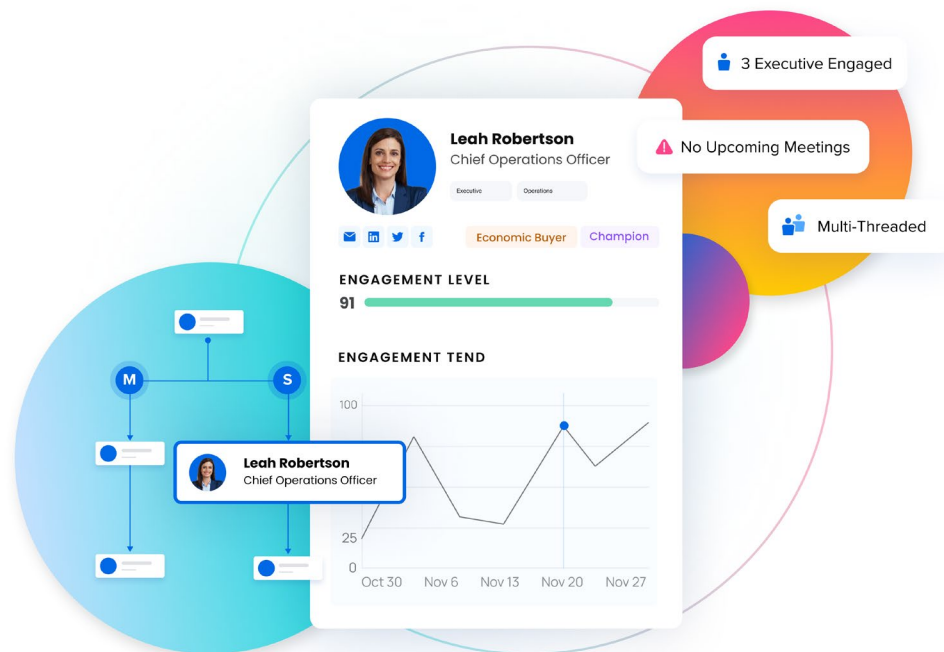 3 Executive Engaged
No Upcoming Meetings
Multi-Threaded
Leah Robertson
Chief Operations Officer
Executive Operations
Economic Buyer Champion
ENGAGEMENT LEVEL
91
ENGAGEMENT TEND
100
25
0
Oct 30 Nov 6 Nov 13 Nov 20 Nov 27
M S
Leah Robertson
Chief Operations Officer